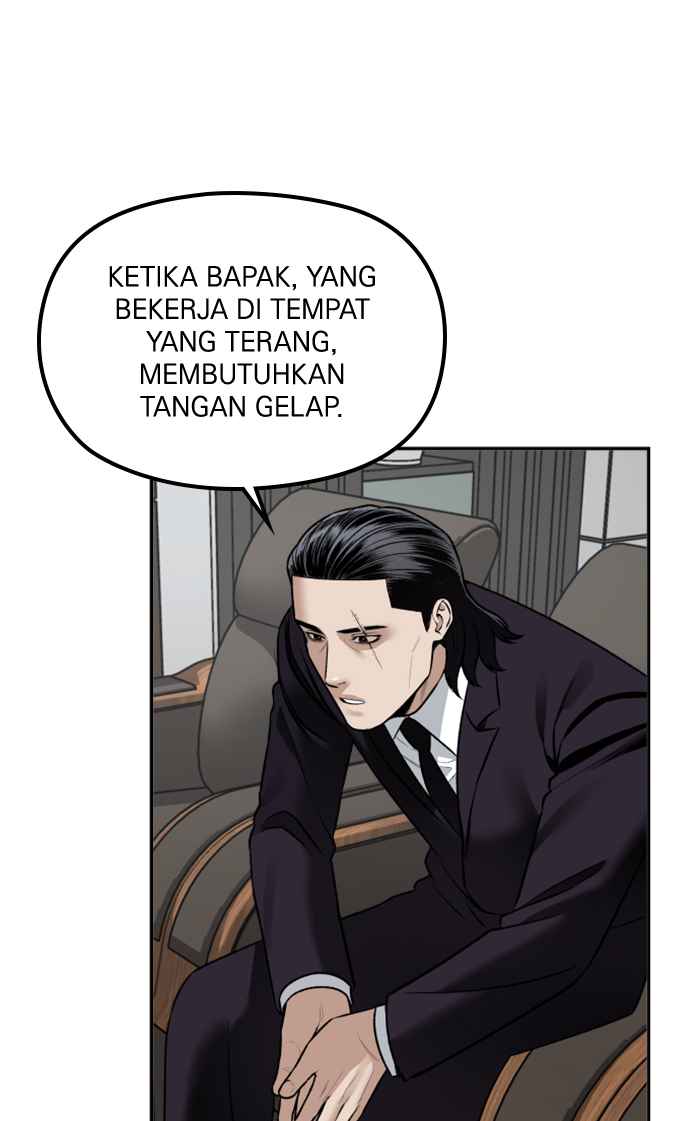 KETIKA BAPAK, YANG
BEKERJA DI TEMPAT
YANG TERANG,
MEMBUTUHKAN
TANGAN GELAP.